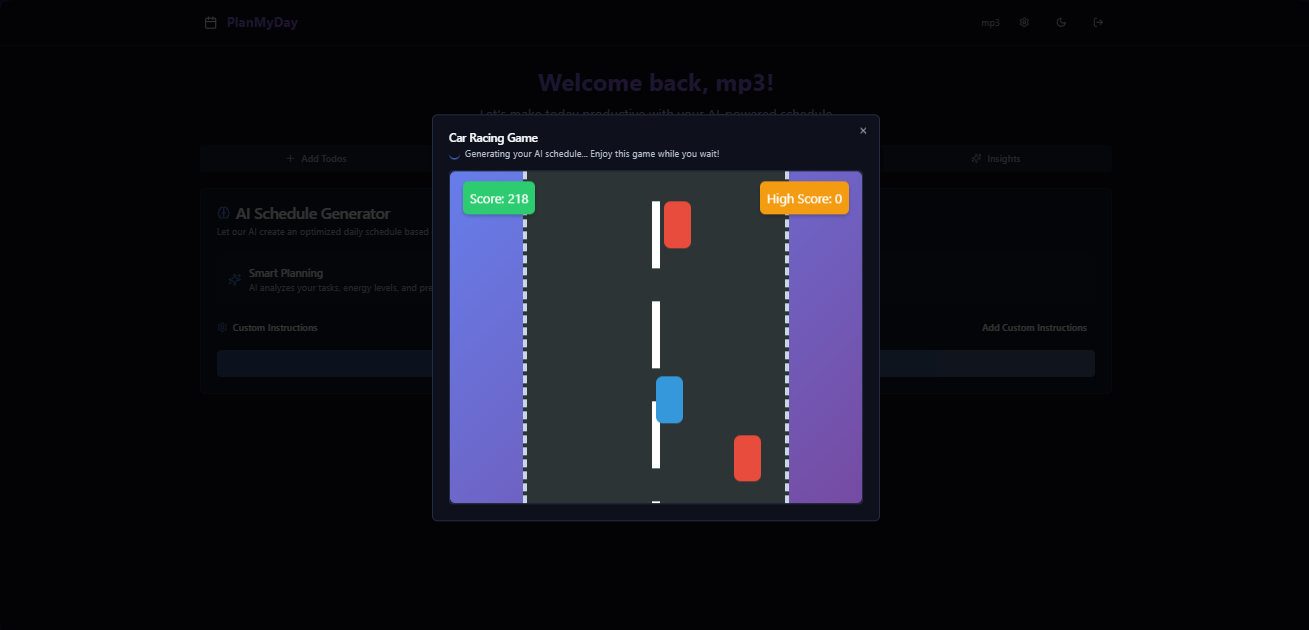 PlanMyDay
mp3
Welcome back, mp3!
Let's make today productive with your AI-powered schedule
Car Racing Game
Generating your AI schedule... Enjoy this game while you wait!
Add Todos
Insights
Score: 218
High Score: 0
AI Schedule Generator
Let our AI create an optimized daily schedule based
Smart Planning
AI analyzes your tasks, energy levels, and pre
Custom Instructions
Add Custom Instructions